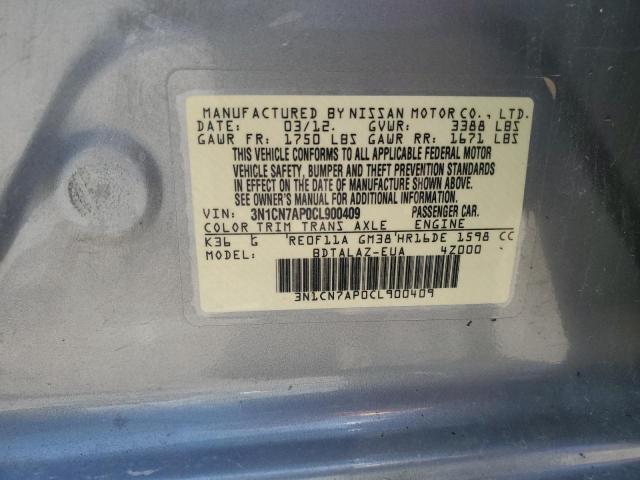 MANUFACTURED BY NISSAN MOTOR CO., LTD.
DATE: 03/12. GVWR: 3388 LBS
GAWR FR: 1750 LBS GAWR RR: 1671 LBS
THIS VEHICLE CONFORMS TO ALL APPLICABLE FEDERAL MOTOR
VEHICLE SAFETY, BUMPER AND THEFT PREVENTION STANDARDS
IN EFFECT ON THE DATE OF MANUFACTURE SHOWN ABOVE.
SEE OWNER'S MANUAL FOR ADDITIONAL INFORMATION.
VIN: 3N1CN7AP0CL900409 PASSENGER CAR.
COLOR TRIM TRANS AXLE ENGINE
K36 G RE0F11A GM38 HR16DE 1598 CC
MODEL: BDTALAZ-EUA 4Z000
3N1CN7AP0CL900409